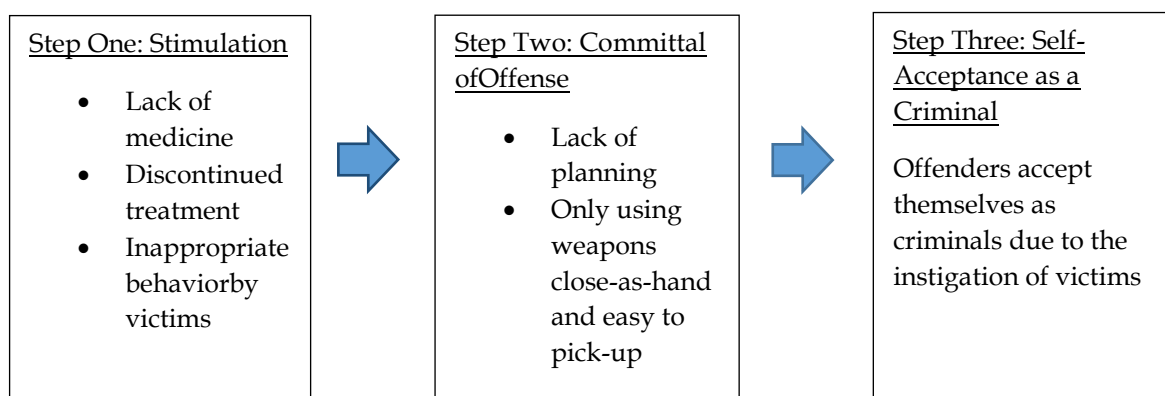 Step One: Stimulation
• Lack of
medicine
• Discontinued
treatment
• Inappropriate
behaviorby
victims
Step Two: Committal
ofOffense
• Lack of
planning
• Only using
weapons
close-as-hand
and easy to
pick-up
Step Three: Self-
Acceptance as a
Criminal
Offenders accept
themselves as
criminals due to the
instigation of victims